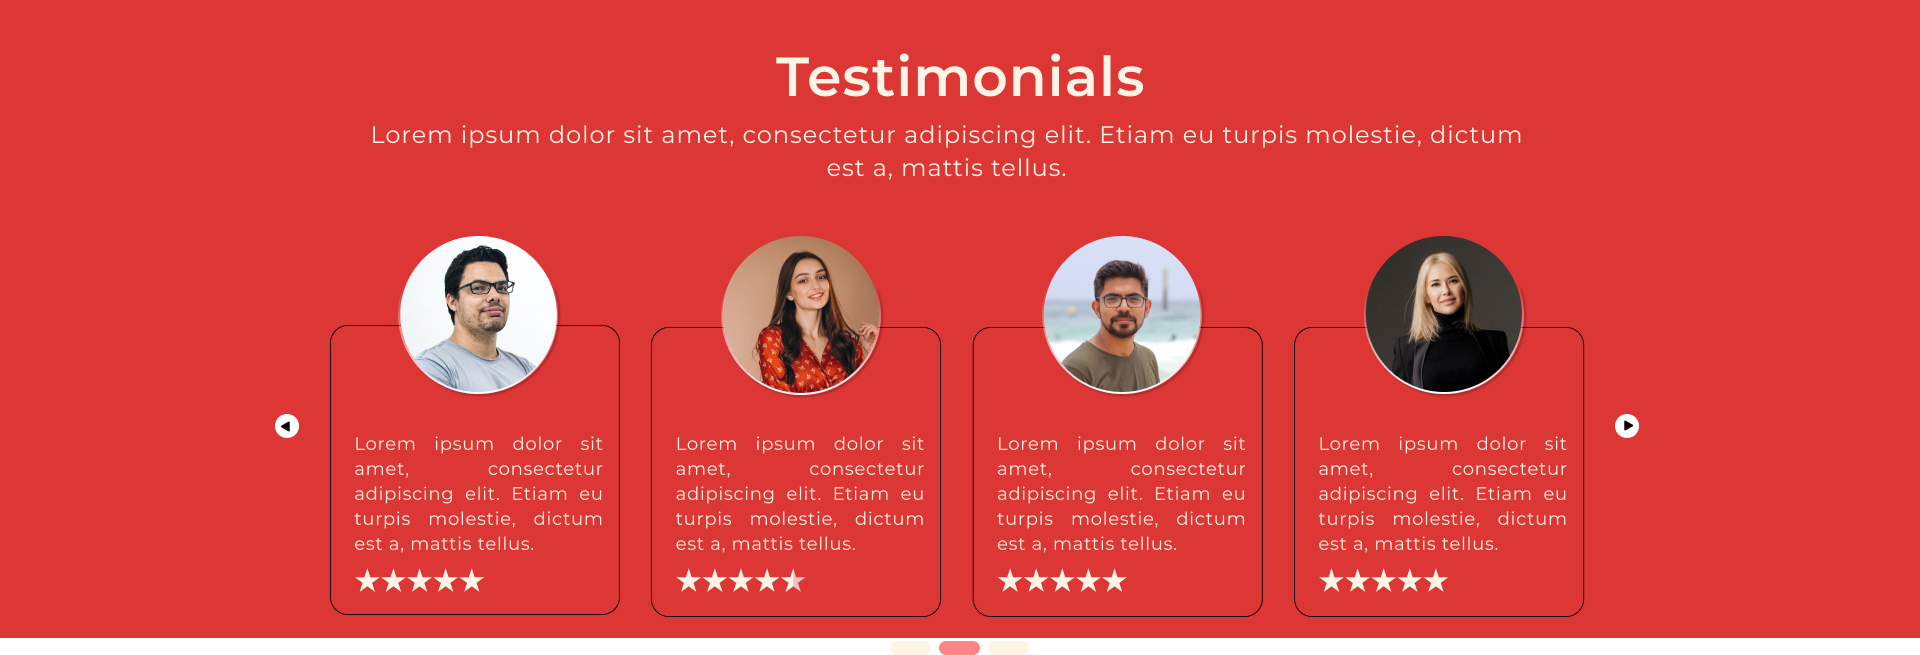 Testimonials
Lorem ipsum dolor sit amet, consectetur adipiscing elit. Etiam eu turpis molestie, dictum
est a, mattis tellus.
Lorem ipsum dolor sit
amet, consectetur
adipiscing elit. Etiam eu
turpis molestie, dictum
est a, mattis tellus.
Lorem ipsum dolor sit
amet, consectetur
adipiscing elit. Etiam eu
turpis molestie, dictum
est a, mattis tellus.
Lorem ipsum dolor sit
amet, consectetur
adipiscing elit. Etiam eu
turpis molestie, dictum
est a, mattis tellus.
Lorem ipsum dolor sit
amet, consectetur
adipiscing elit. Etiam eu
turpis molestie, dictum
est a, mattis tellus.